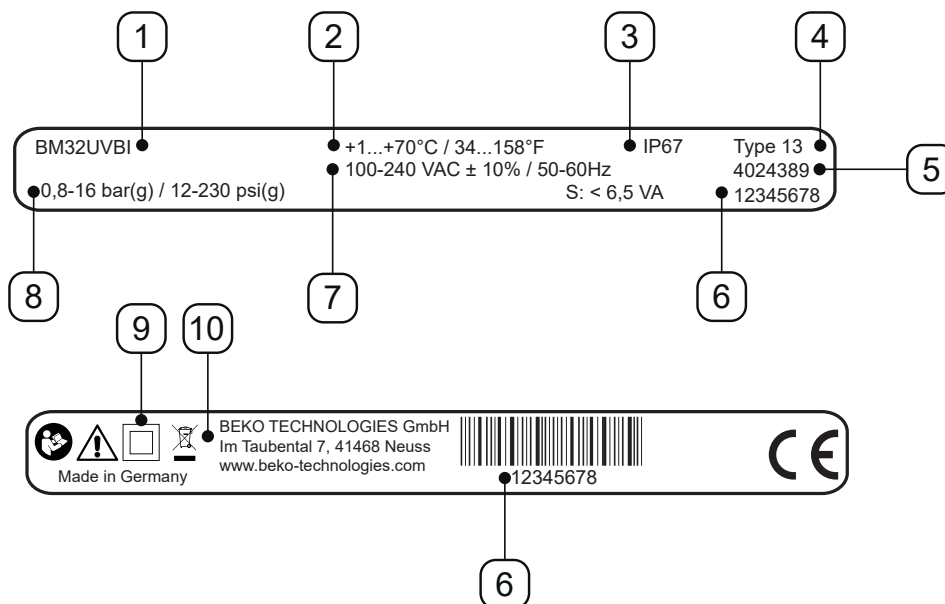 1 2 3 4
BM32UVBI +1...+70°C / 34...158°F IP67 Type 13
100-240 VAC ± 10% / 50-60Hz 4024389 5
0,8-16 bar(g) / 12-230 psi(g) S: < 6,5 VA 12345678
8 7 6
9 10
BEKO TECHNOLOGIES GmbH
Im Taubental 7, 41468 Neuss
www.beko-technologies.com
Made in Germany
12345678
CE
6